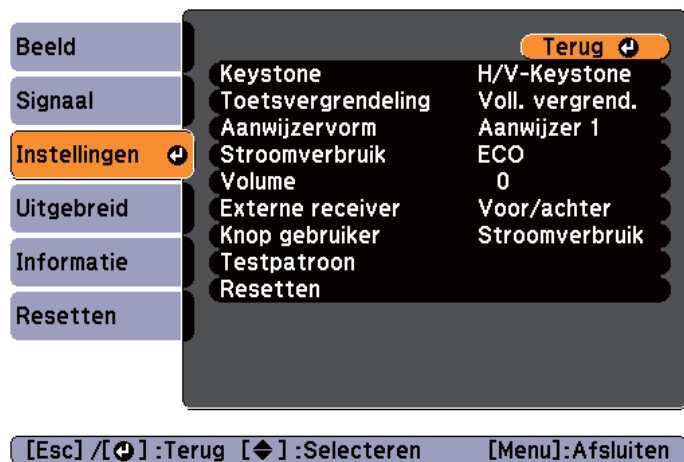 Beeld
Signaal
Instellingen
Uitgebreid
Informatie
Resetten
Terug
Keystone H/V-Keystone
Toetsvergrendeling Voll. vergrend.
Aanwijzervorm Aanwijzer 1
Stroomverbruik ECO
Volume 0
Externe receiver Voor/achter
Knop gebruiker Stroomverbruik
Testpatroon
Resetten
[Esc] /[⏎] :Terug [◆] :Selecteren [Menu]:Afsluiten